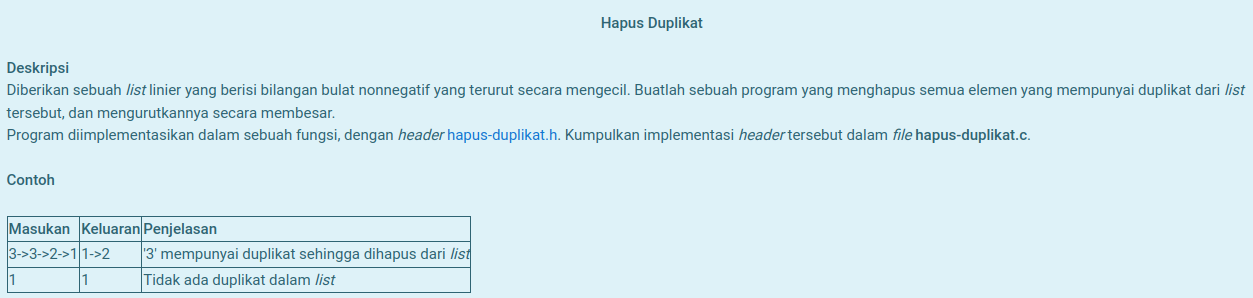 Hapus Duplikat
Deskripsi
Diberikan sebuah list linier yang berisi bilangan bulat nonnegatif yang terurut secara mengecil. Buatlah sebuah program yang menghapus semua elemen yang mempunyai duplikat dari list
tersebut, dan mengurutkannya secara membesar.
Program diimplementasikan dalam sebuah fungsi, dengan header hapus-duplikat.h. Kumpulkan implementasi header tersebut dalam file hapus-duplikat.c.
Contoh
Masukan Keluaran Penjelasan
3->3->2->1 1->2 '3' mempunyai duplikat sehingga dihapus dari list
1 1 Tidak ada duplikat dalam list